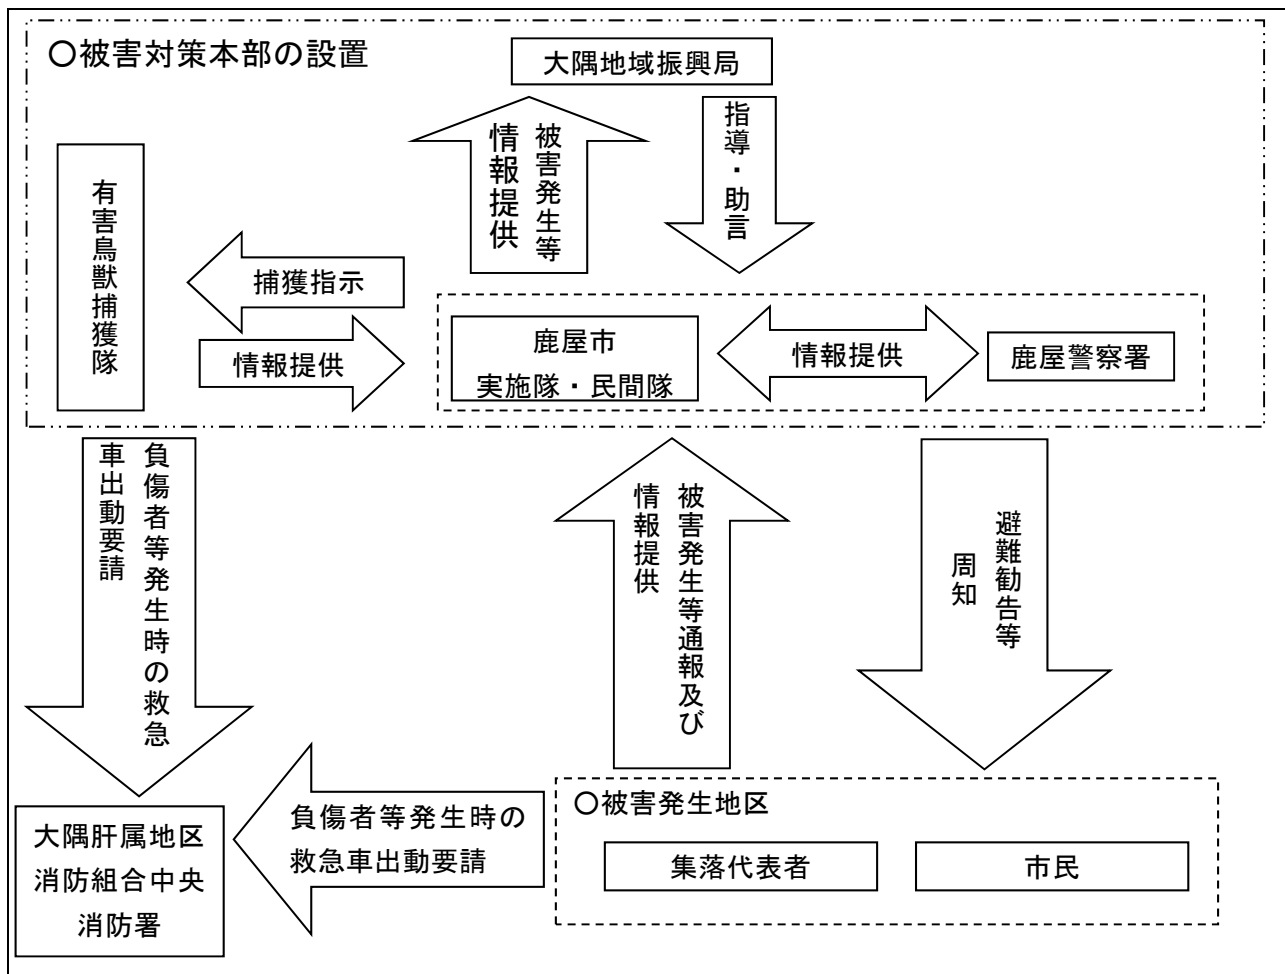 〇被害対策本部の設置
大隅地域振興局
被害発生等
情報提供
指導・助言
有害鳥獣捕獲隊
捕獲指示
情報提供
鹿屋市
実施隊・民間隊
情報提供
鹿屋警察署
負傷者等発生時の救急
車出動要請
被害発生等通報及び
情報提供
避難勧告等
周知
〇被害発生地区
集落代表者
市民
負傷者等発生時の
救急車出動要請
大隅肝属地区
消防組合中央
消防署